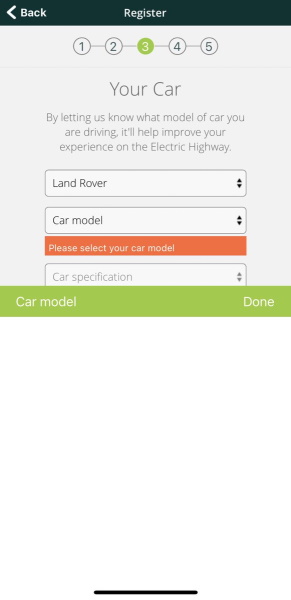 Back
Register
1 2 3 4 5
Your Car
By letting us know what model of car you
are driving, it'll help improve your
experience on the Electric Highway.
Land Rover
Car model
Please select your car model
Car specification
Car model
Done